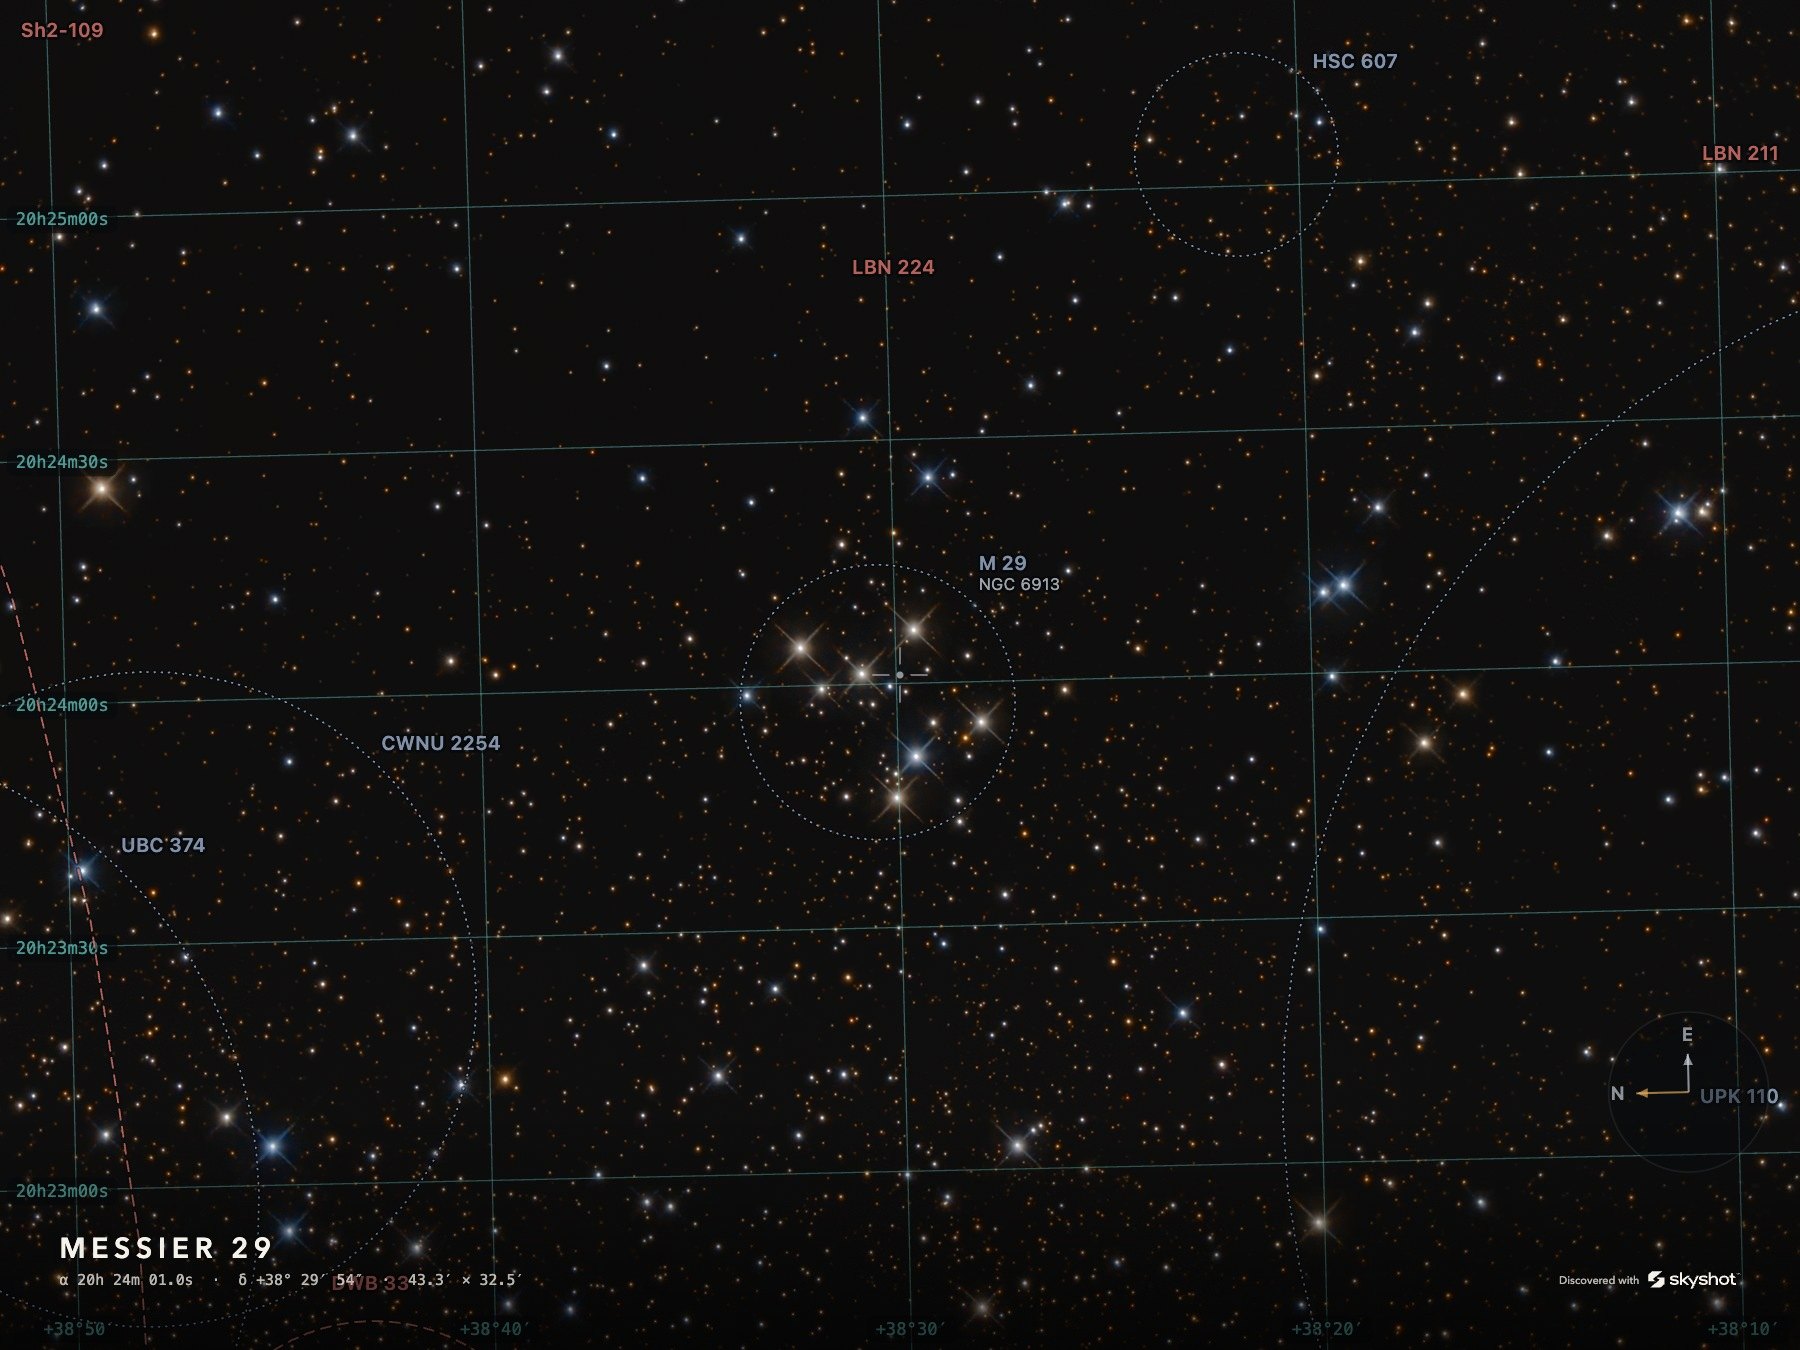 Sh2-109
HSC 607
LBN 211
20h25m00s
LBN 224
20h24m30s
M 29
NGC 6913
20h24m00s
CWNU 2254
UBC 374
20h23m30s
E
N
UPK 110
20h23m00s
MESSIER 29
α 20h 24m 01.0s · δ +38° 29′ 54″ · 43.3′ × 32.5′
DWB 33
Discovered with skyshot
+38°50′
+38°40′
+38°30′
+38°20′
+38°10′